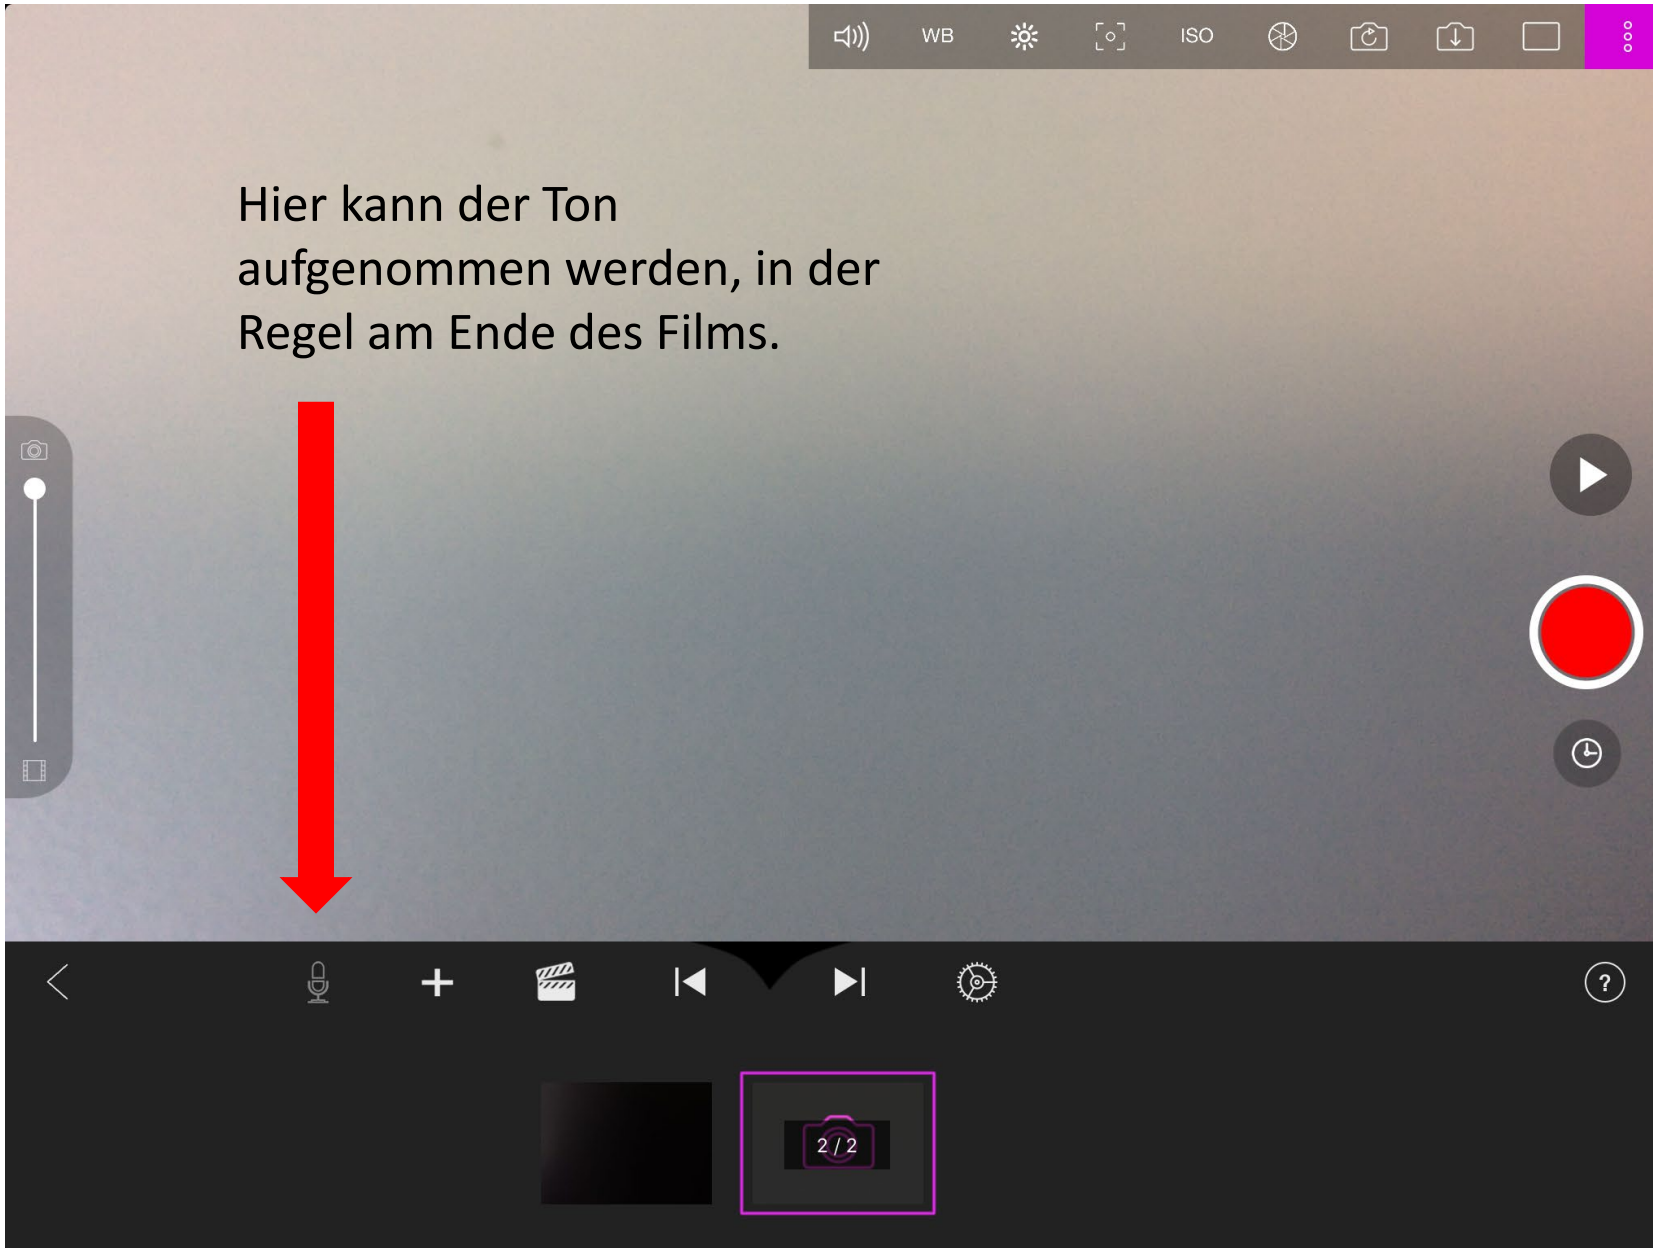 WB
ISO
Hier kann der Ton
aufgenommen werden, in der
Regel am Ende des Films.
?
2 / 2